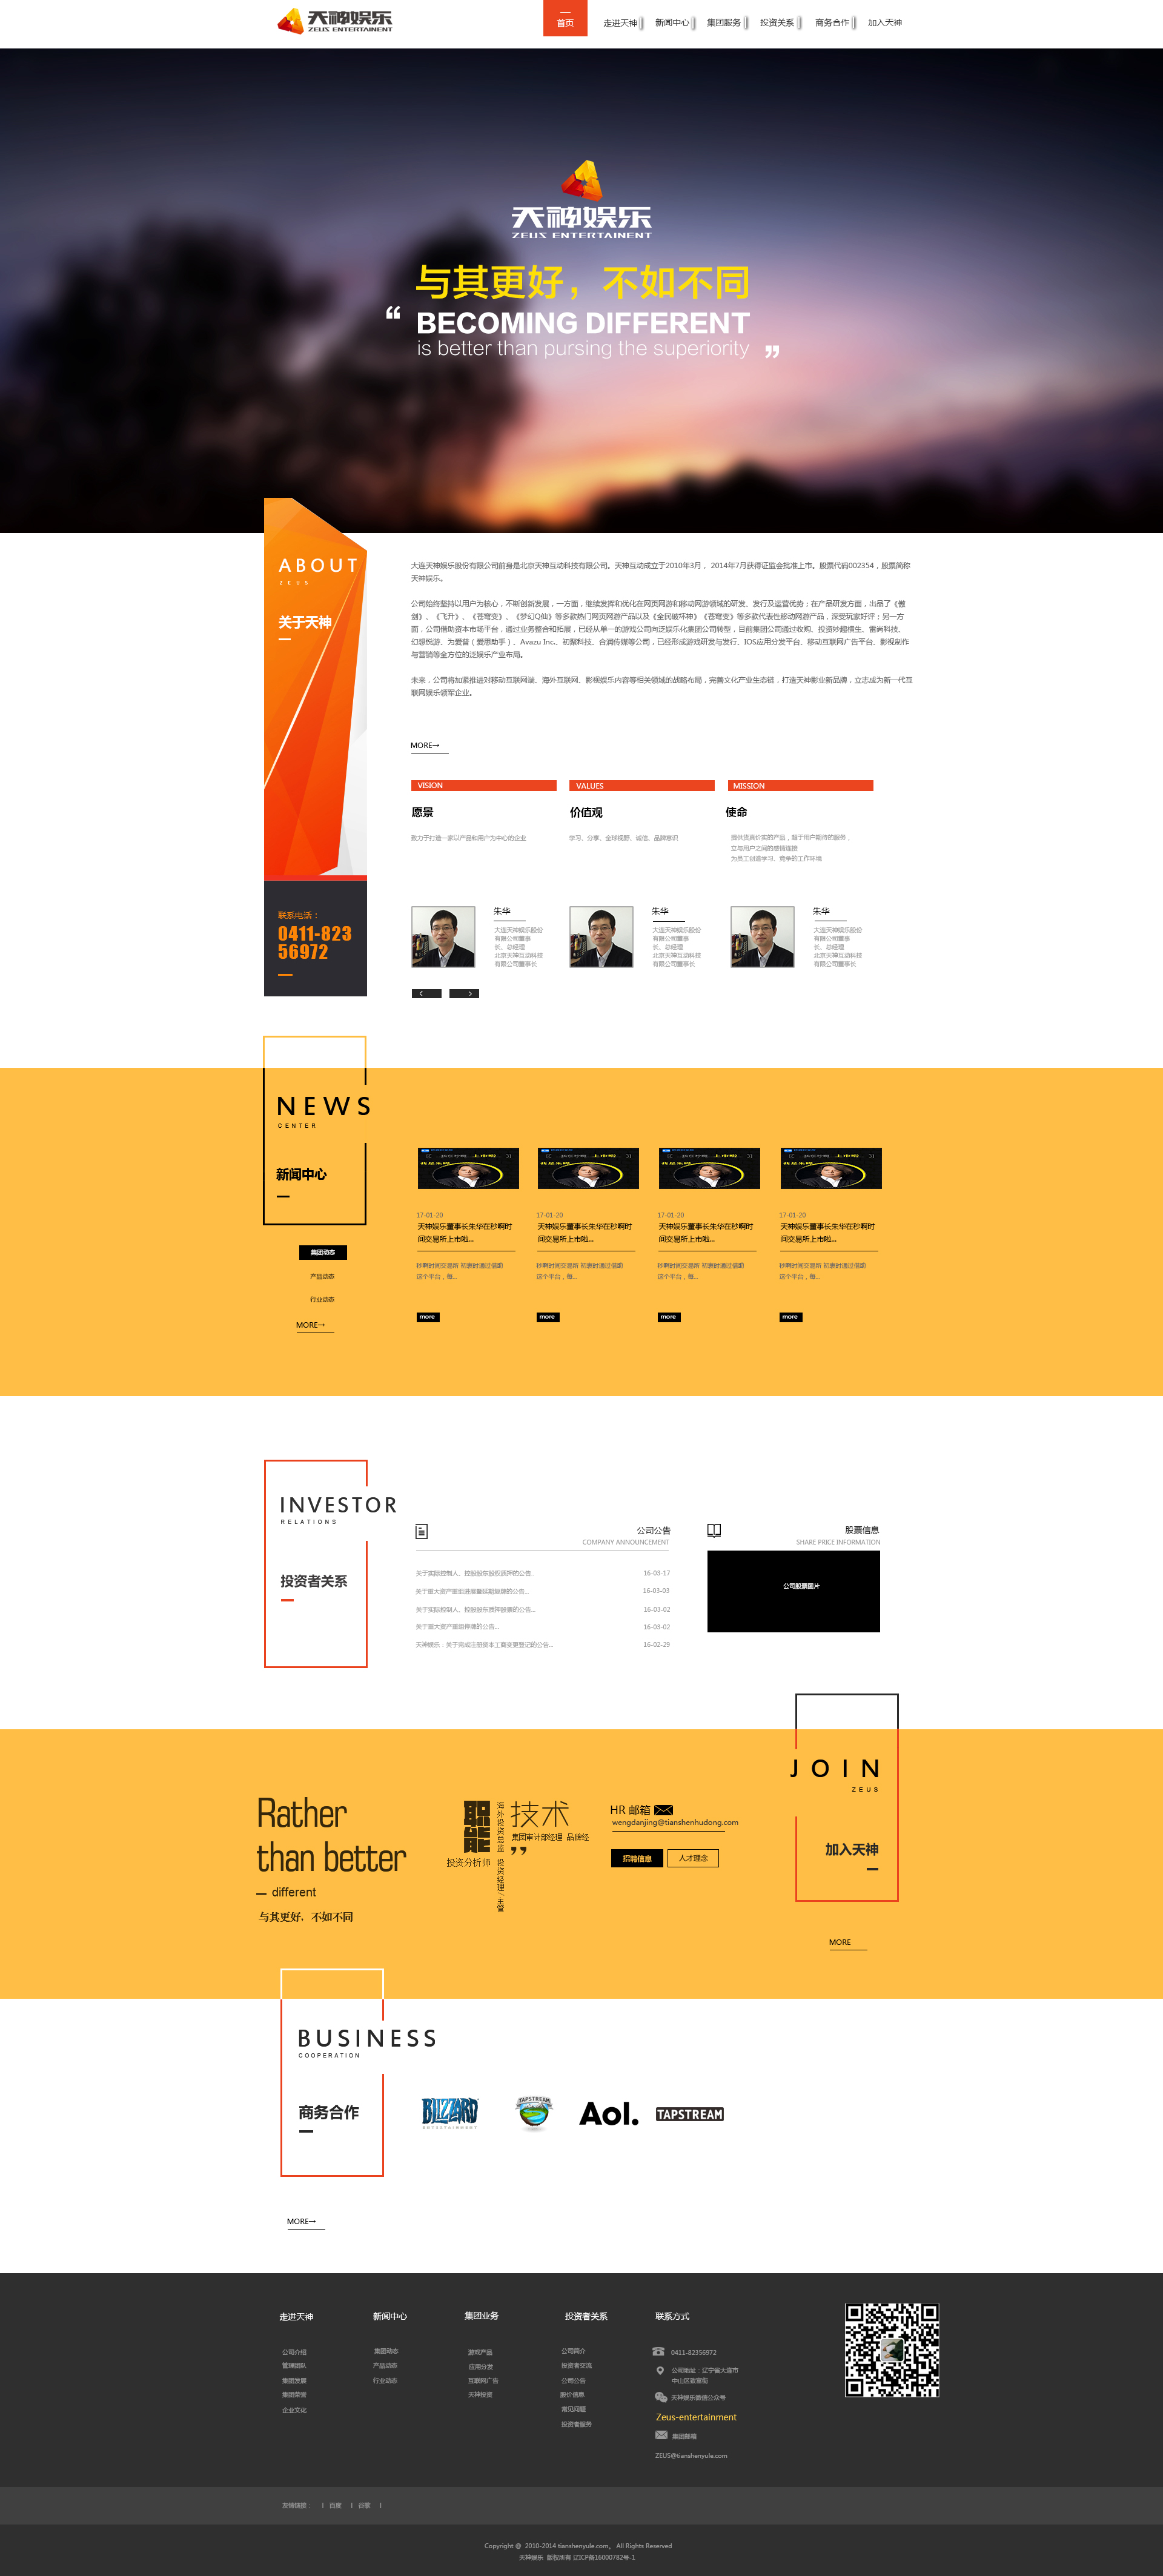 天神娱乐
ZEUS ENTERTAINMENT
首页
走进天神
新闻中心
集团服务
投资关系
商务合作
加入天神
天神娱乐
ZEUS ENTERTAINMENT
与其更好，不如不同
“ BECOMING DIFFERENT
is better than pursing the superiority ”
ABOUT
ZEUS
关于天神
联系电话：
0411-823
56972
大连天神娱乐股份有限公司前身是北京天神互动科技有限公司。天神互动成立于2010年3月， 2014年7月获得证监会批准上市。股票代码002354，股票简称
天神娱乐。
公司始终坚持以用户为核心，不断创新发展，一方面，继续发挥和优化在网页网游和移动网游领域的研发、发行及运营优势；在产品研发方面，出品了《傲
剑》、《飞升》、《苍穹变》、《梦幻Q仙》等多款热门网页网游产品以及《全民破坏神》《苍穹变》等多款代表性移动网游产品，深受玩家好评；另一方
面，公司借助资本市场平台，通过业务整合和拓展，已经从单一的游戏公司向泛娱乐化集团公司转型，目前集团公司通过收购、投资妙趣横生、雷尚科技、
幻想悦游、为爱普（爱思助手）、Avazu Inc.、初聚科技、合润传媒等公司，已经形成游戏研发与发行、IOS应用分发平台、移动互联网广告平台、影视制作
与营销等全方位的泛娱乐产业布局。
未来，公司将加紧推进对移动互联网端、海外互联网、影视娱乐内容等相关领域的战略布局，完善文化产业生态链，打造天神影业新品牌，立志成为新一代互
联网娱乐领军企业。
MORE→
VISION
愿景
致力于打造一家以产品和用户为中心的企业
VALUES
价值观
学习、分享、全球视野、诚信、品牌意识
MISSION
使命
提供货真价实的产品，超于用户期待的服务，
立与用户之间的感情连接
为员工创造学习、竞争的工作环境
朱华
大连天神娱乐股份
有限公司董事
长、总经理
北京天神互动科技
有限公司董事长
朱华
大连天神娱乐股份
有限公司董事
长、总经理
北京天神互动科技
有限公司董事长
朱华
大连天神娱乐股份
有限公司董事
长、总经理
北京天神互动科技
有限公司董事长
NEWS
CENTER
新闻中心
集团动态
产品动态
行业动态
MORE→
17-01-20
天神娱乐董事长朱华在秒啊时
间交易所上市啦...
秒啊时间交易所 初衷时通过借助
这个平台，每...
more
17-01-20
天神娱乐董事长朱华在秒啊时
间交易所上市啦...
秒啊时间交易所 初衷时通过借助
这个平台，每...
more
17-01-20
天神娱乐董事长朱华在秒啊时
间交易所上市啦...
秒啊时间交易所 初衷时通过借助
这个平台，每...
more
17-01-20
天神娱乐董事长朱华在秒啊时
间交易所上市啦...
秒啊时间交易所 初衷时通过借助
这个平台，每...
more
INVESTOR
RELATIONS
投资者关系
公司公告
COMPANY ANNOUNCEMENT
关于实际控制人、控股股东股权质押的公告.. 16-03-17
关于重大资产重组进展暨延期复牌的公告... 16-03-03
关于实际控制人、控股股东质押股票的公告... 16-03-02
关于重大资产重组停牌的公告... 16-03-02
天神娱乐：关于完成注册资本工商变更登记的公告... 16-02-29
股票信息
SHARE PRICE INFORMATION
公司股票图片
JOIN
ZEUS
加入天神
MORE
Rather
than better
different
与其更好，不如不同
职能
投资分析师
海外投资总监 投资经理/主管
技术
集团审计部经理 品牌经
”
HR 邮箱
wengdanjing@tianshenhudong.com
招聘信息
人才理念
BUSINESS
COOPERATION
商务合作
BLIZZARD
ENTERTAINMENT
TAPSTREAM
Aol.
TAPSTREAM
MORE→
走进天神
公司介绍
管理团队
集团发展
集团荣誉
企业文化
新闻中心
集团动态
产品动态
行业动态
集团业务
游戏产品
应用分发
互联网广告
天神投资
投资者关系
公司简介
投资者交流
公司公告
股价信息
常见问题
投资者服务
联系方式
0411-82356972
公司地址：辽宁省大连市
中山区致富街
天神娱乐微信公众号
Zeus-entertainment
集团邮箱
ZEUS@tianshenyule.com
友情链接： | 百度 | 谷歌 |
Copyright @ 2010-2014 tianshenyule.com。 All Rights Reserved
天神娱乐 版权所有 辽ICP备16000782号-1